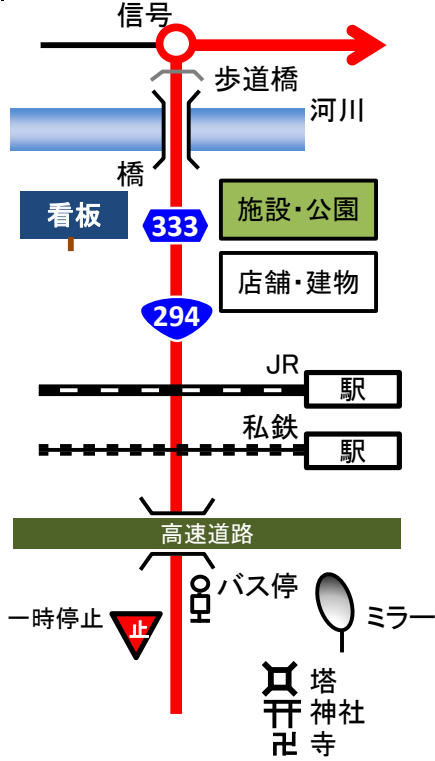 信号
歩道橋
河川
橋
看板
施設・公園
333
店舗・建物
294
JR
駅
私鉄
駅
高速道路
バス停
一時停止
止
ミラー
塔
神社
寺